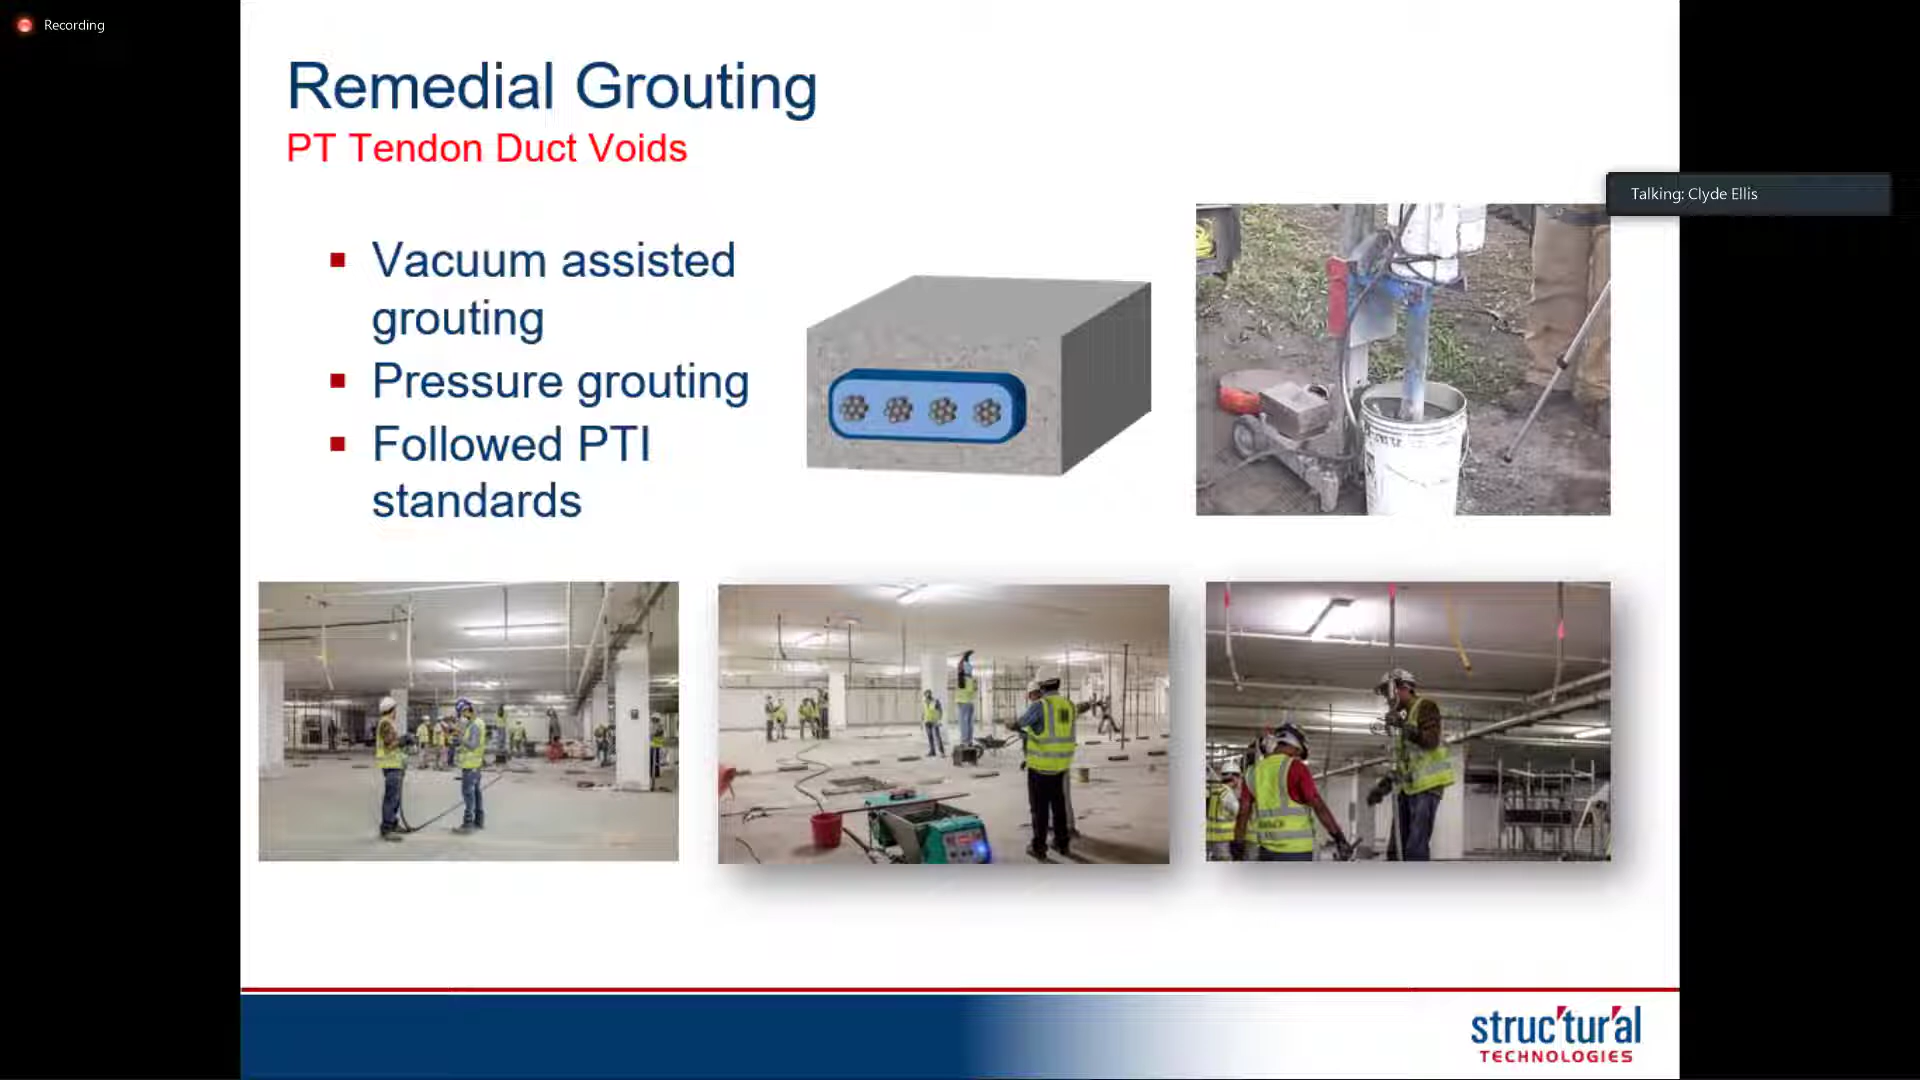 Recording
Remedial Grouting
PT Tendon Duct Voids
Talking: Clyde Ellis
Vacuum assisted
grouting
Pressure grouting
Followed PTI
standards
struc'tur'al
TECHNOLOGIES